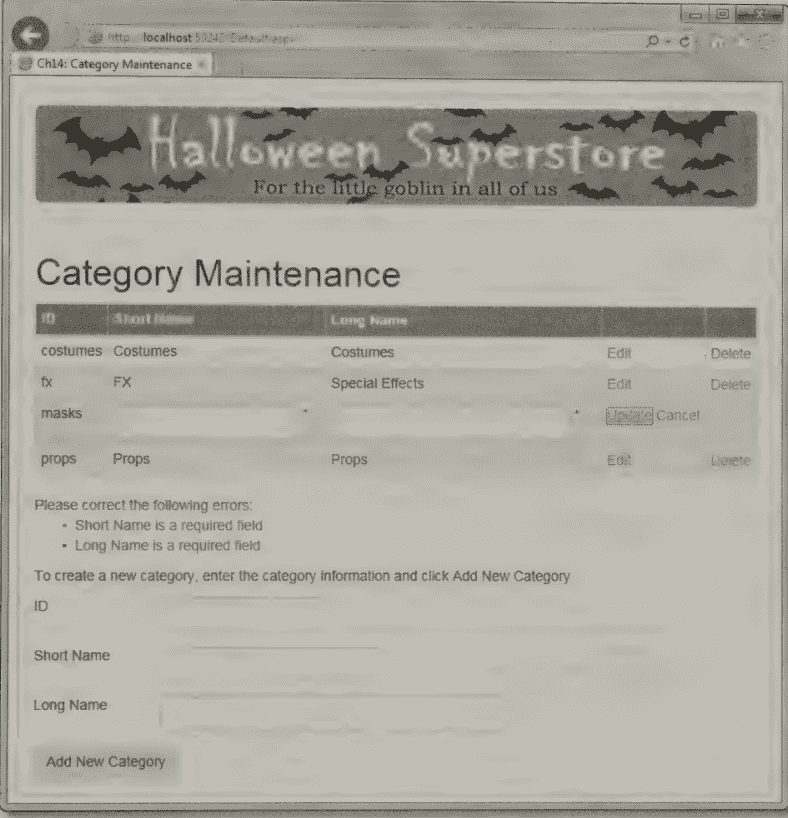 http localhost
Ch14: Category Maintenance
Halloween Superstore
For the little goblin in all of us
Category Maintenance
ID Short Name Long Name
costumes Costumes Costumes Edit Delete
fx FX Special Effects Edit Delete
masks * * Update Cancel
props Props Props Edit Delete
Please correct the following errors:
• Short Name is a required field
• Long Name is a required field
To create a new category, enter the category information and click Add New Category
ID
Short Name
Long Name
Add New Category